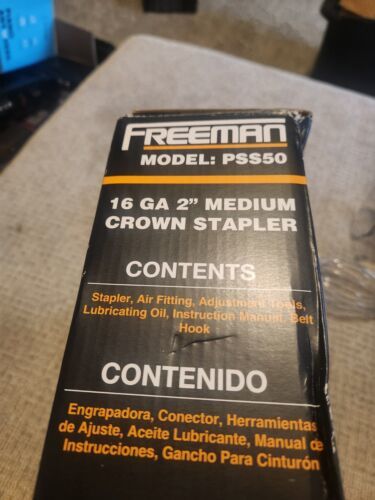 FREEMAN
MODEL: PSS50
16 GA 2” MEDIUM
CROWN STAPLER
CONTENTS
Stapler, Air Fitting, Adjustment Tools,
Lubricating Oil, Instruction Manual, Belt
Hook
CONTENIDO
Engrapadora, Conector, Herramientas
de Ajuste, Aceite Lubricante, Manual de
Instrucciones, Gancho Para Cinturón